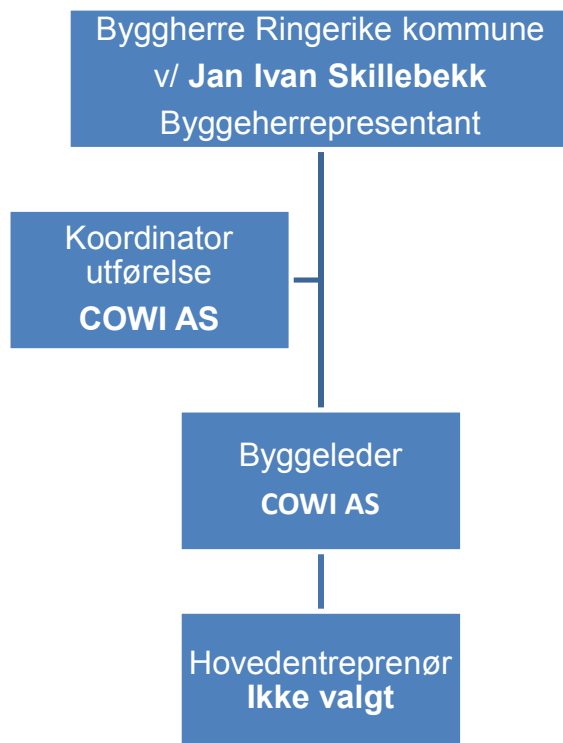 Byggherre Ringerike kommune
v/ Jan Ivan Skillebekk
Byggeherrepresentant
Koordinator
utførelse
COWI AS
Byggeleder
COWI AS
Hovedentreprenør
Ikke valgt